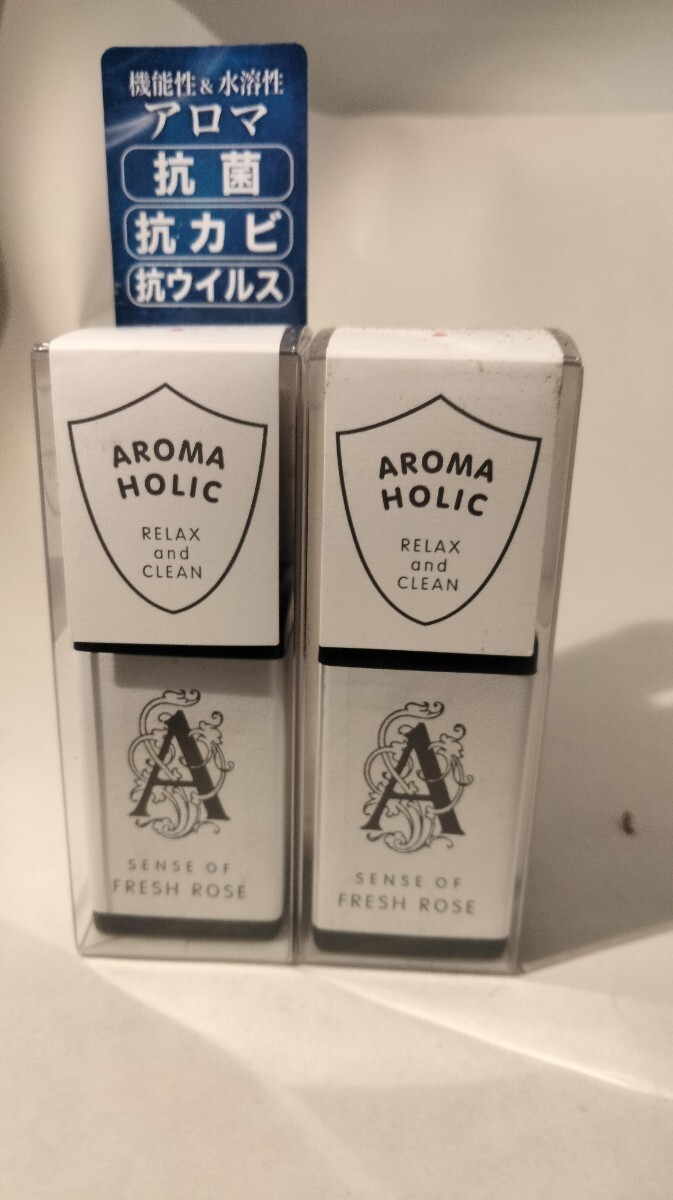 機能性&水溶性
アロマ
抗菌
抗カビ
抗ウイルス
AROMA
HOLIC
RELAX
and
CLEAN
A
SENSE OF
FRESH ROSE
AROMA
HOLIC
RELAX
and
CLEAN
A
SENSE OF
FRESH ROSE